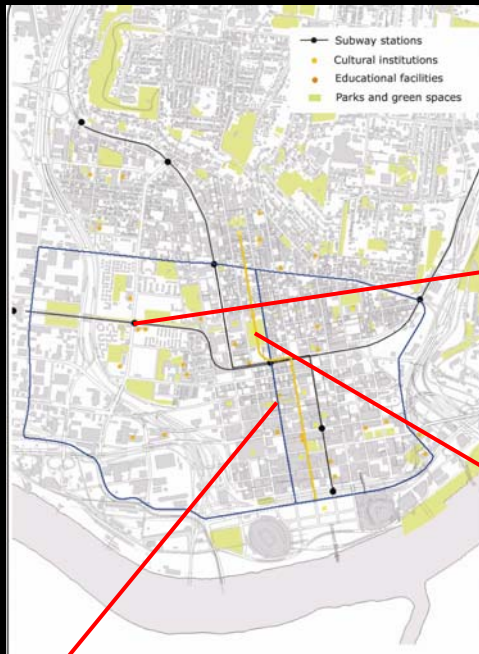 Subway stations
Cultural institutions
Educational facilities
Parks and green spaces